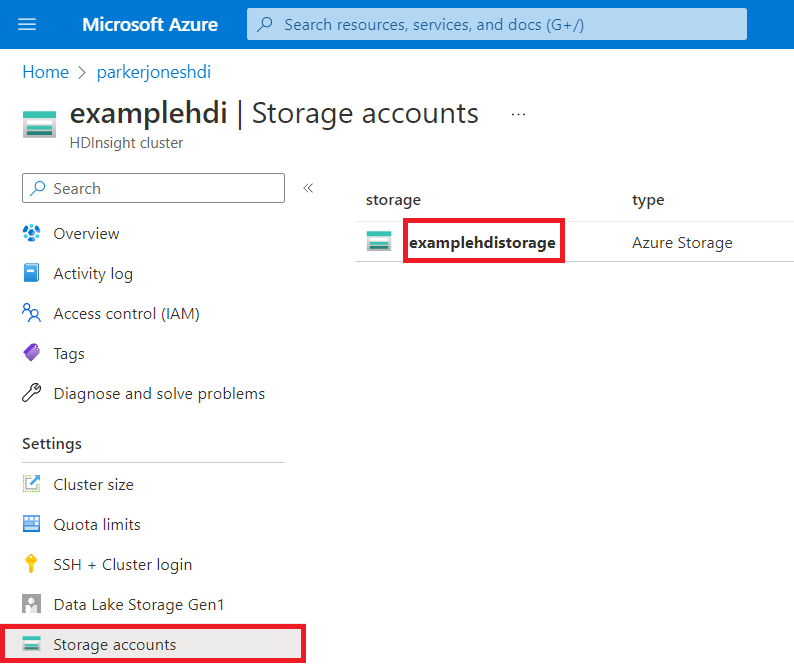 Microsoft Azure
Search resources, services, and docs (G+/)
Home > parkerjoneshdi
examplehdi | Storage accounts ...
HDInsight cluster
Search «
Overview
Activity log
Access control (IAM)
Tags
Diagnose and solve problems
Settings
Cluster size
Quota limits
SSH + Cluster login
Data Lake Storage Gen1
Storage accounts
storage type
examplehdistorage Azure Storage